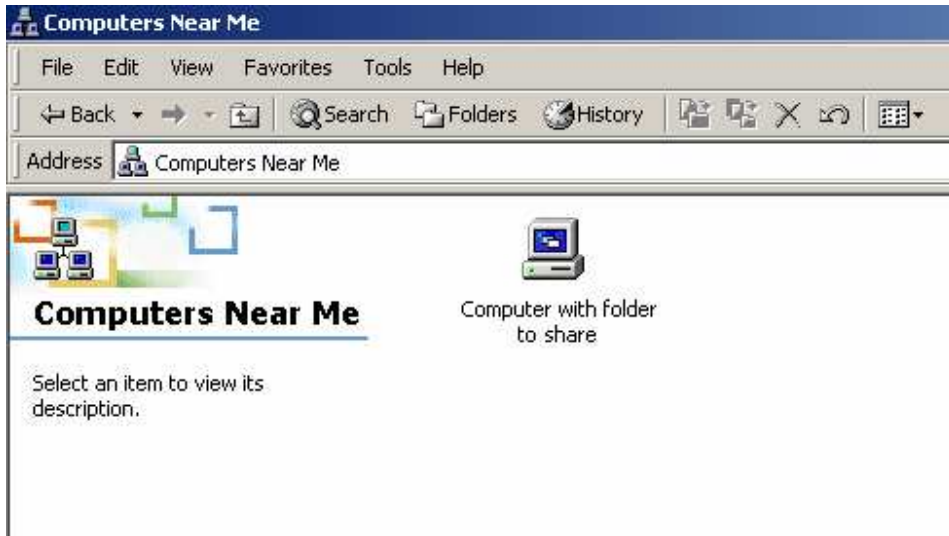 Computers Near Me
File Edit View Favorites Tools Help
Back Search Folders History
Address Computers Near Me
Computers Near Me
Select an item to view its
description.
Computer with folder
to share